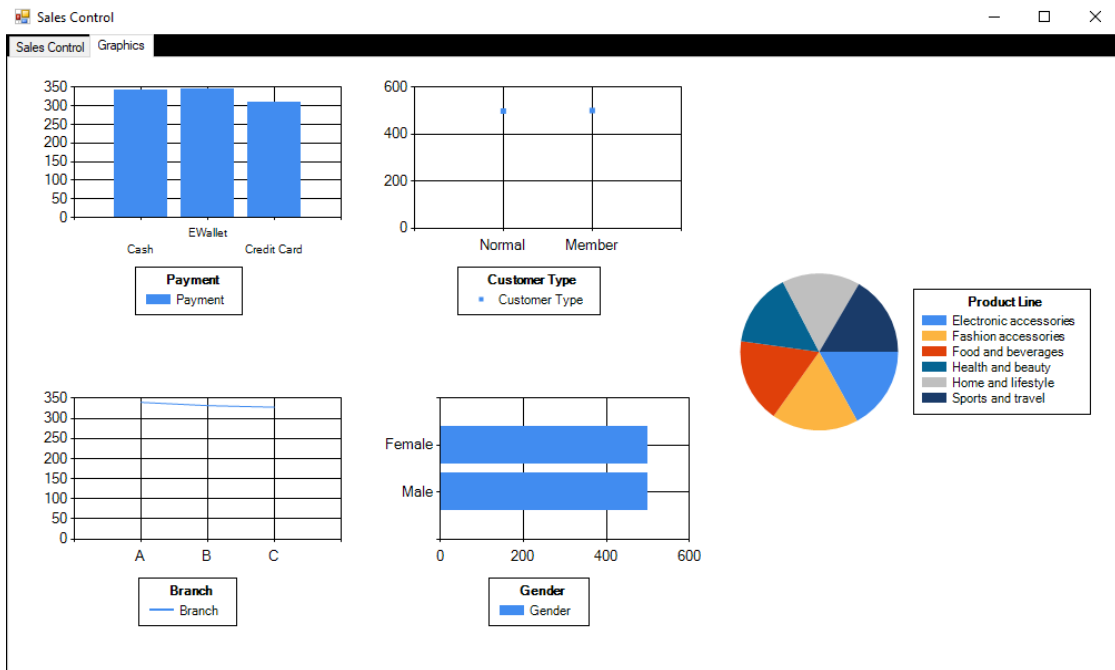 Sales Control
Sales Control Graphics
350
300
250
200
150
100
50
0
EWallet
Cash Credit Card
Payment
Payment
600
400
200
0
Normal Member
Customer Type
Customer Type
Product Line
Electronic accessories
Fashion accessories
Food and beverages
Health and beauty
Home and lifestyle
Sports and travel
350
300
250
200
150
100
50
0
A B C
Branch
Branch
Female
Male
0 200 400 600
Gender
Gender